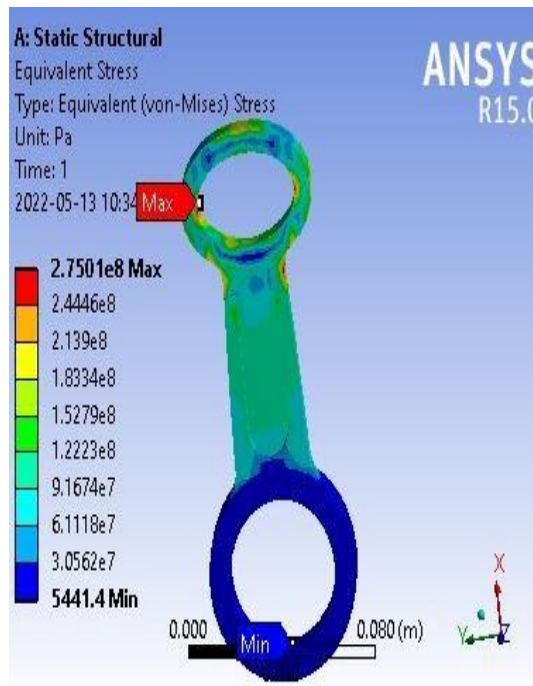 A: Static Structural
Equivalent Stress
Type: Equivalent (von-Mises) Stress
Unit: Pa
Time: 1
2022-05-13 10:34
ANSYS
R15.0
Max
2.7501e8 Max
2.4446e8
2.139e8
1.8334e8
1.5279e8
1.2223e8
9.1674e7
6.1118e7
3.0562e7
5441.4 Min
0.000
0.080 (m)
Min
X
Y
Z